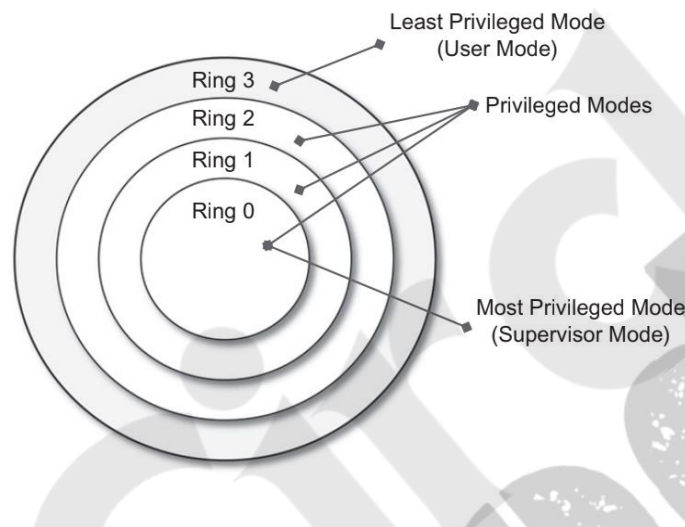 Least Privileged Mode
(User Mode)
Ring 3
Privileged Modes
Ring 2
Ring 1
Ring 0
Most Privileged Mode
(Supervisor Mode)